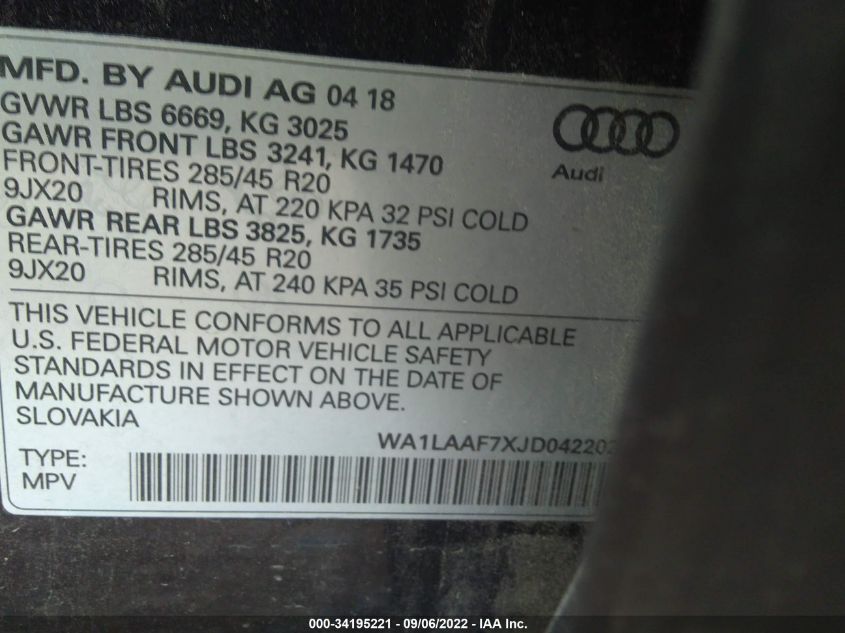 MFD. BY AUDI AG 04 18
GVWR LBS 6669, KG 3025
GAWR FRONT LBS 3241, KG 1470
FRONT-TIRES 285/45 R20
9JX20 RIMS, AT 220 KPA 32 PSI COLD
GAWR REAR LBS 3825, KG 1735
REAR-TIRES 285/45 R20
9JX20 RIMS, AT 240 KPA 35 PSI COLD
Audi
THIS VEHICLE CONFORMS TO ALL APPLICABLE
U.S. FEDERAL MOTOR VEHICLE SAFETY
STANDARDS IN EFFECT ON THE DATE OF
MANUFACTURE SHOWN ABOVE.
SLOVAKIA
WA1LAAF7XJD042202
TYPE:
MPV
000-34195221 - 09/06/2022 - IAA Inc.